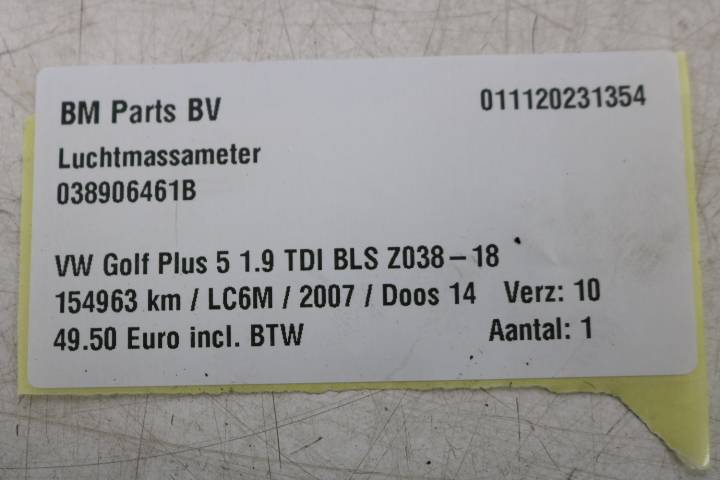 BM Parts BV 011120231354
Luchtmassameter
038906461B
VW Golf Plus 5 1.9 TDI BLS Z038-18
154963 km / LC6M / 2007 / Doos 14 Verz: 10
49.50 Euro incl. BTW Aantal: 1